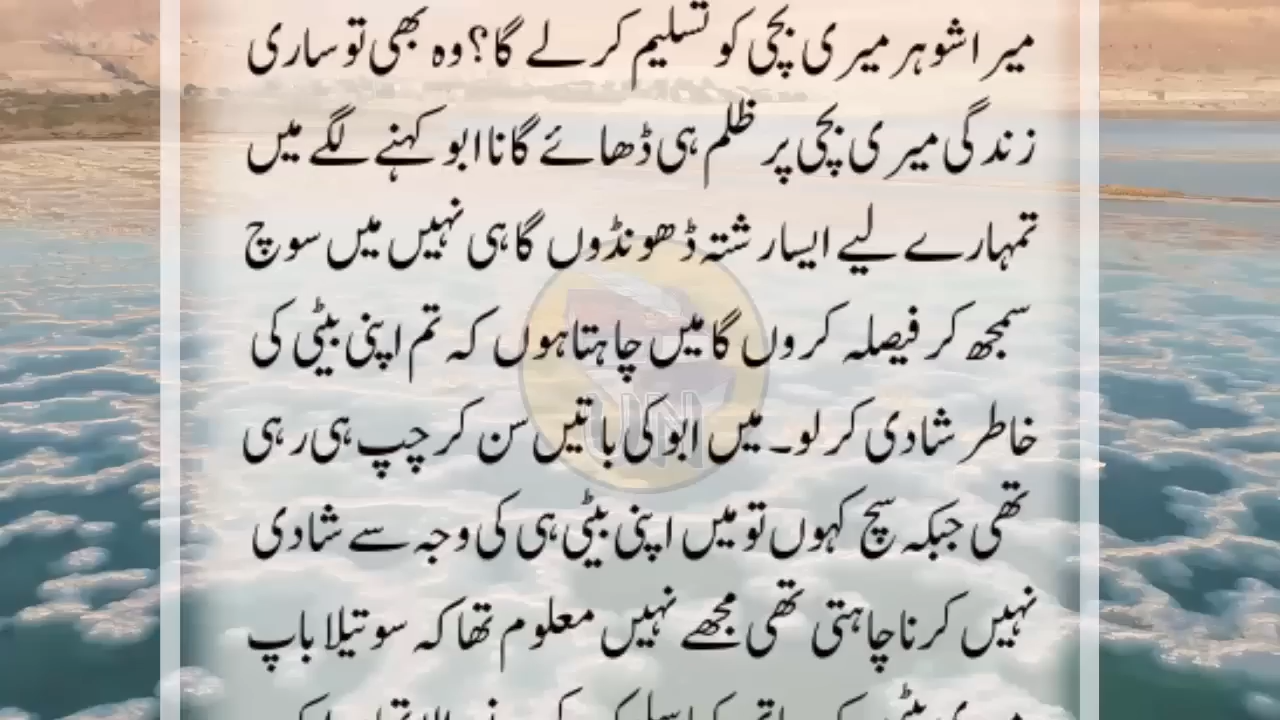 میرا شوہر میری بچی کو تسلیم کر لے گا؟ وہ بھی تو ساری
زندگی میری بچی پر ظلم ہی ڈھائے گا نا ابو کہنے لگے میں
تمہارے لیے ایسا رشتہ ڈھونڈوں گا ہی نہیں میں سوچ
سمجھ کر فیصلہ کروں گا میں چاہتا ہوں کہ تم اپنی بیٹی کی
خاطر شادی کر لو۔ میں ابو کی باتیں سن کر چپ ہی رہی
تھی جبکہ سچ کہوں تو میں اپنی بیٹی ہی کی وجہ سے شادی
نہیں کرنا چاہتی تھی مجھے نہیں معلوم تھا کہ سوتیلا باپ
UN